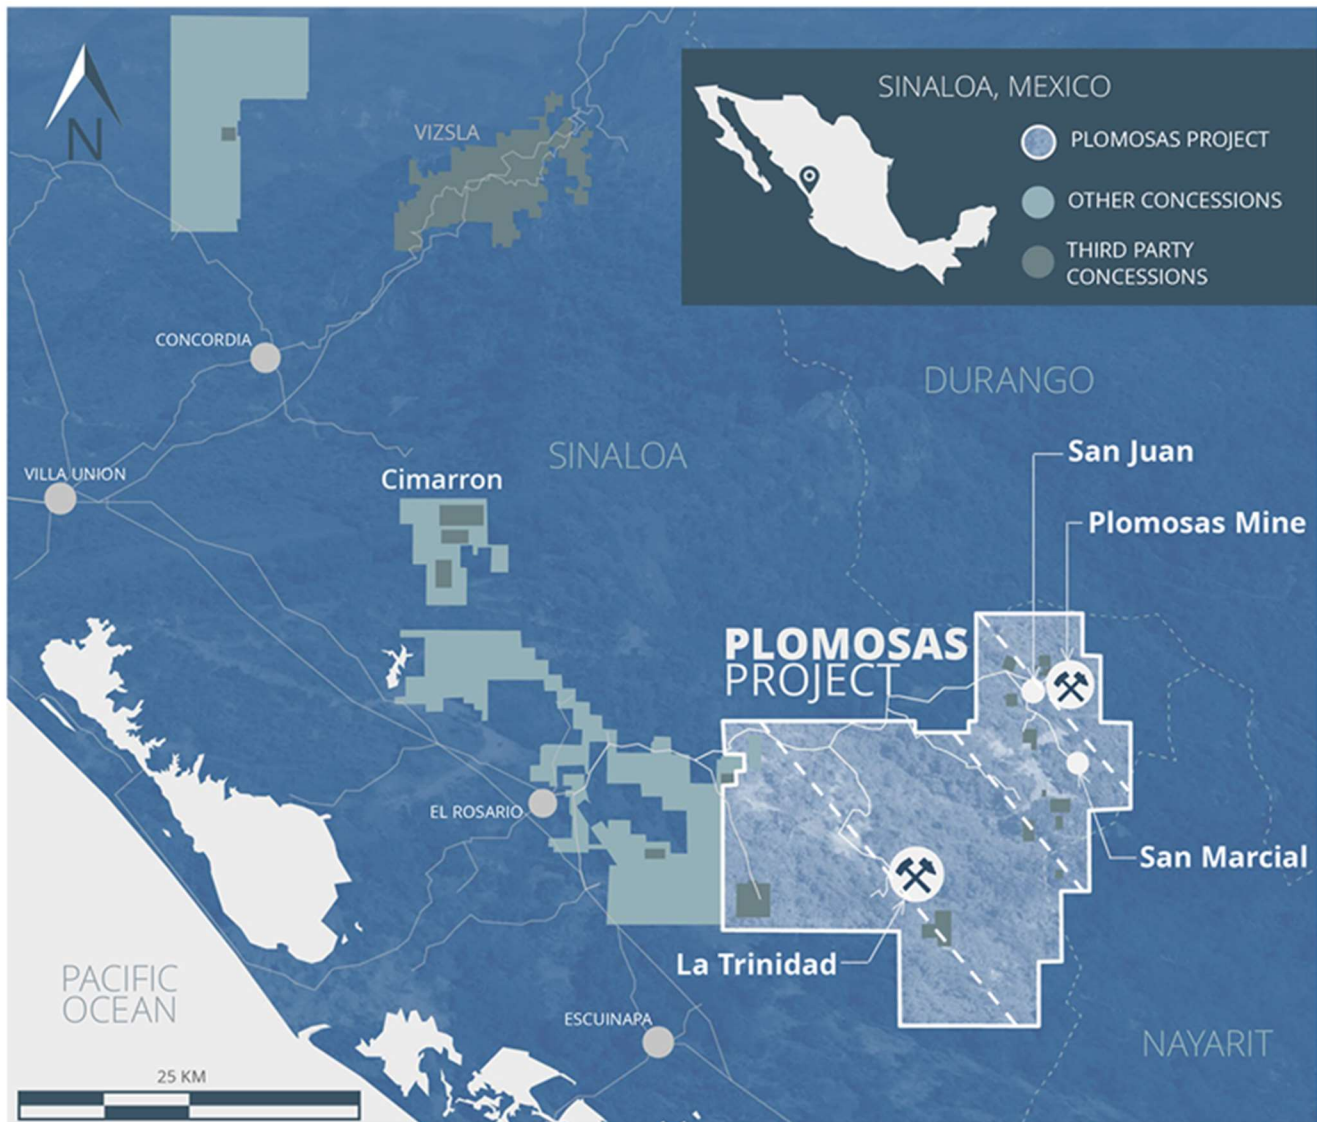 N
VIZSLA
SINALOA, MEXICO
PLOMOSAS PROJECT
OTHER CONCESSIONS
THIRD PARTY
CONCESSIONS
CONCORDIA
DURANGO
SINALOA
San Juan
VILLA UNION
Cimarron
Plomosas Mine
PLOMOSAS
PROJECT
EL ROSARIO
San Marcial
La Trinidad
PACIFIC
OCEAN
ESCUINAPA
NAYARIT
25 KM